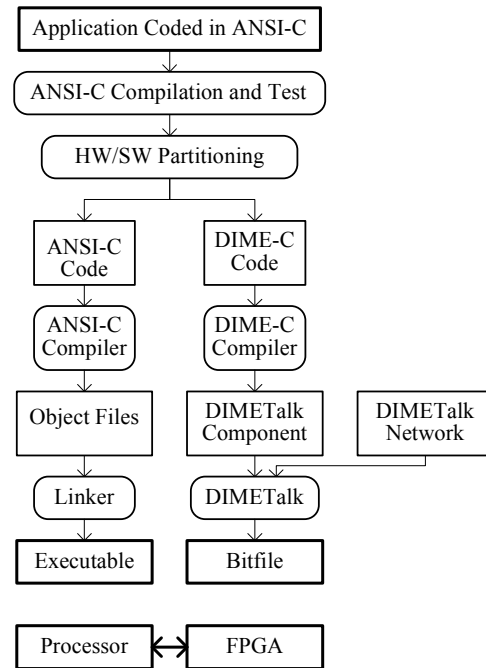 Application Coded in ANSI-C
ANSI-C Compilation and Test
HW/SW Partitioning
ANSI-C
Code
DIME-C
Code
ANSI-C
Compiler
DIME-C
Compiler
Object Files
DIMETalk
Component
DIMETalk
Network
Linker
DIMETalk
Executable
Bitfile
Processor
FPGA